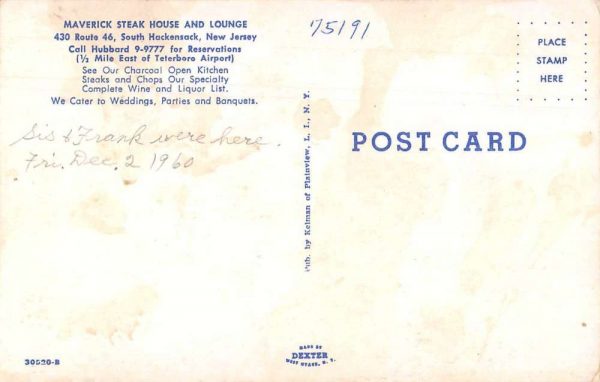 MAVERICK STEAK HOUSE AND LOUNGE
430 Route 46, South Hackensack, New Jersey
Call Hubbard 9-9777 for Reservations
(½ Mile East of Teterboro Airport)
See Our Charcoal Open Kitchen
Steaks and Chops Our Specialty
Complete Wine and Liquor List.
We Cater to Weddings, Parties and Banquets.
Sis & Frank were here.
Fri. Dec. 2 1960
75191
PLACE
STAMP
HERE
POST CARD
Pub. by Kelman of Plainview, L. I., N. Y.
30520-B
MADE BY
DEXTER
WEST NYACK, N. Y.